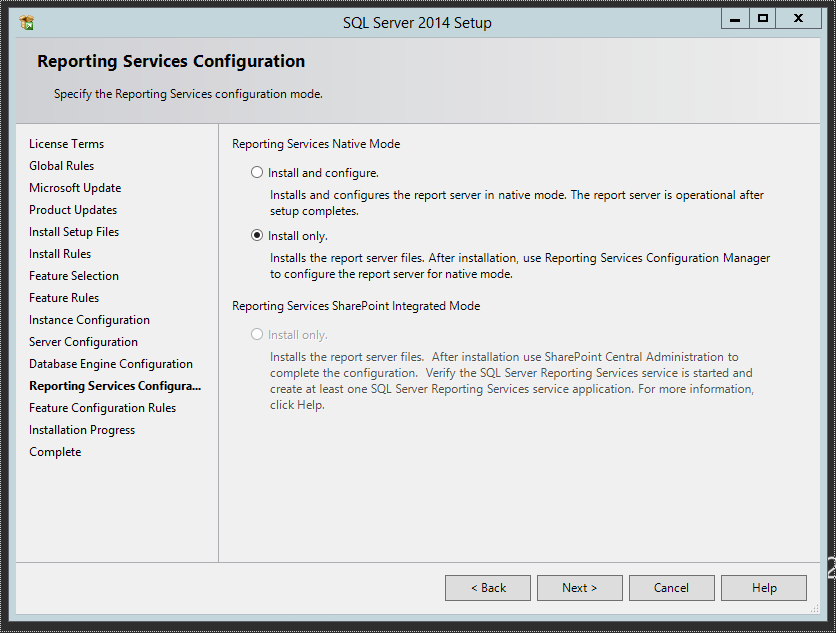 SQL Server 2014 Setup
Reporting Services Configuration
Specify the Reporting Services configuration mode.
License Terms
Global Rules
Microsoft Update
Product Updates
Install Setup Files
Install Rules
Feature Selection
Feature Rules
Instance Configuration
Server Configuration
Database Engine Configuration
Reporting Services Configura...
Feature Configuration Rules
Installation Progress
Complete
Reporting Services Native Mode
Install and configure.
Installs and configures the report server in native mode. The report server is operational after
setup completes.
Install only.
Installs the report server files. After installation, use Reporting Services Configuration Manager
to configure the report server for native mode.
Reporting Services SharePoint Integrated Mode
Install only.
Installs the report server files.  After installation use SharePoint Central Administration to
complete the configuration.  Verify the SQL Server Reporting Services service is started and
create at least one SQL Server Reporting Services service application. For more information,
click Help.
< Back
Next >
Cancel
Help